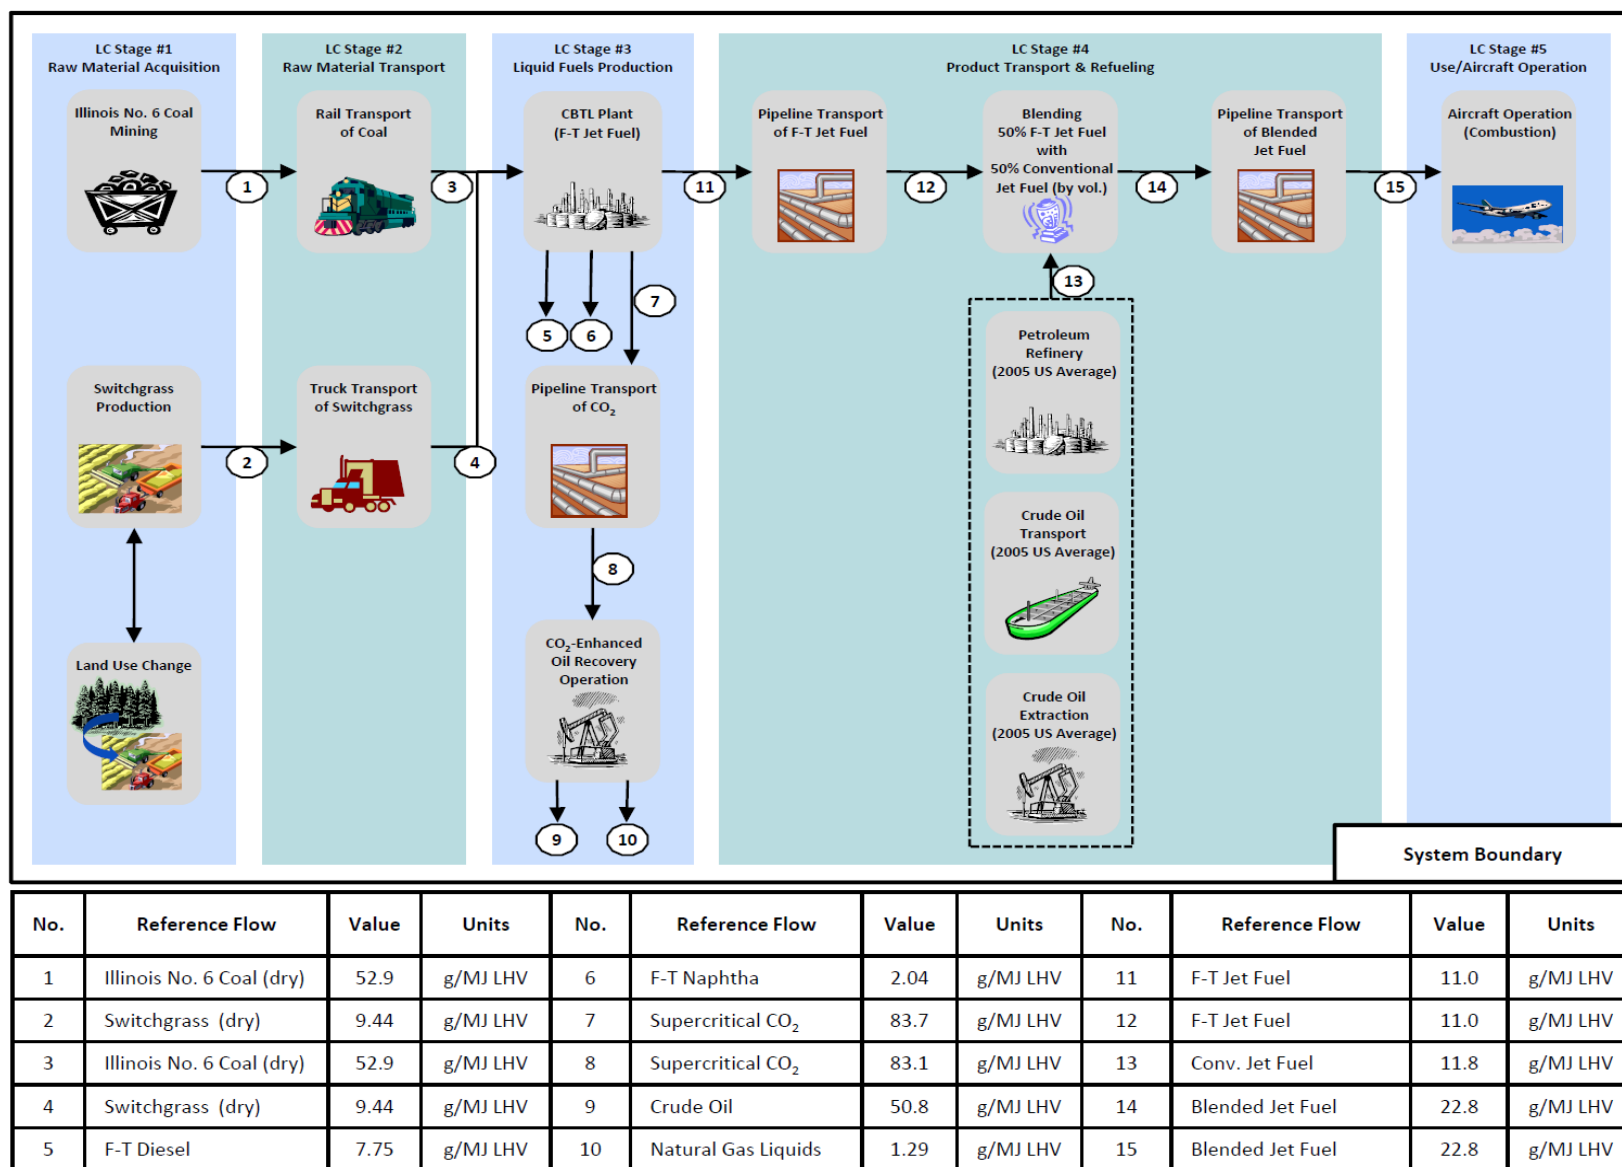 LC Stage #1
Raw Material Acquisition
LC Stage #2
Raw Material Transport
LC Stage #3
Liquid Fuels Production
LC Stage #4
Product Transport & Refueling
LC Stage #5
Use/Aircraft Operation
Illinois No. 6 Coal
Mining
Rail Transport
of Coal
CBTL Plant
(F-T Jet Fuel)
Pipeline Transport
of F-T Jet Fuel
Blending
50% F-T Jet Fuel
with
50% Conventional
Jet Fuel (by vol.)
Pipeline Transport
of Blended
Jet Fuel
Aircraft Operation
(Combustion)
1
3
11
12
14
15
13
5
6
7
Switchgrass
Production
Truck Transport
of Switchgrass
Pipeline Transport
of CO₂
Petroleum
Refinery
(2005 US Average)
2
4
8
Crude Oil
Transport
(2005 US Average)
Land Use Change
CO₂-Enhanced
Oil Recovery
Operation
Crude Oil
Extraction
(2005 US Average)
9
10
System Boundary
No. Reference Flow Value Units No. Reference Flow Value Units No. Reference Flow Value Units
1 Illinois No. 6 Coal (dry) 52.9 g/MJ LHV 6 F-T Naphtha 2.04 g/MJ LHV 11 F-T Jet Fuel 11.0 g/MJ LHV
2 Switchgrass (dry) 9.44 g/MJ LHV 7 Supercritical CO₂ 83.7 g/MJ LHV 12 F-T Jet Fuel 11.0 g/MJ LHV
3 Illinois No. 6 Coal (dry) 52.9 g/MJ LHV 8 Supercritical CO₂ 83.1 g/MJ LHV 13 Conv. Jet Fuel 11.8 g/MJ LHV
4 Switchgrass (dry) 9.44 g/MJ LHV 9 Crude Oil 50.8 g/MJ LHV 14 Blended Jet Fuel 22.8 g/MJ LHV
5 F-T Diesel 7.75 g/MJ LHV 10 Natural Gas Liquids 1.29 g/MJ LHV 15 Blended Jet Fuel 22.8 g/MJ LHV